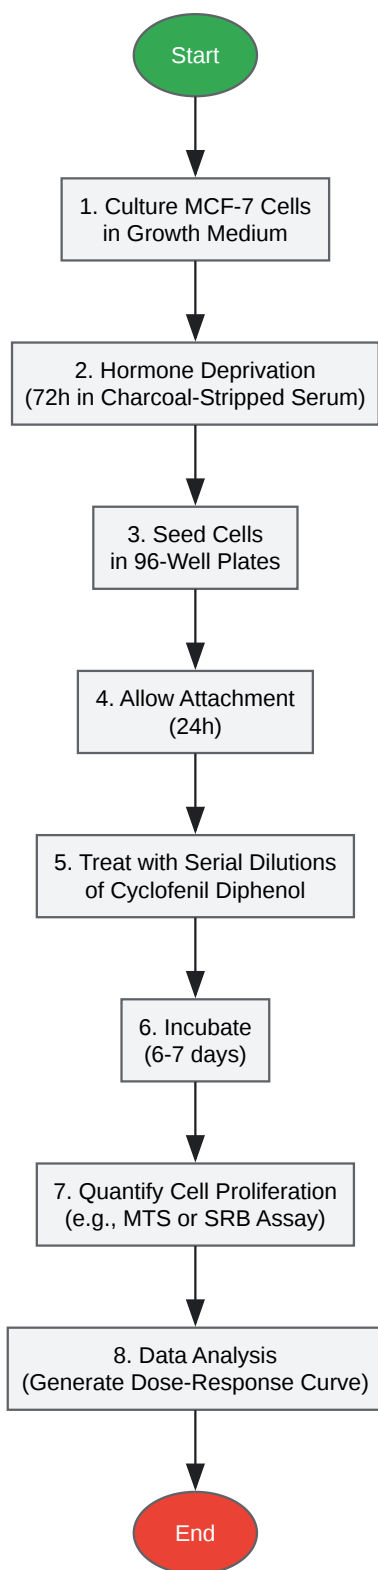 Start
1. Culture MCF-7 Cells
in Growth Medium
2. Hormone Deprivation
(72h in Charcoal-Stripped Serum)
3. Seed Cells
in 96-Well Plates
4. Allow Attachment
(24h)
5. Treat with Serial Dilutions
of Cyclofenil Diphenol
6. Incubate
(6-7 days)
7. Quantify Cell Proliferation
(e.g., MTS or SRB Assay)
8. Data Analysis
(Generate Dose-Response Curve)
End